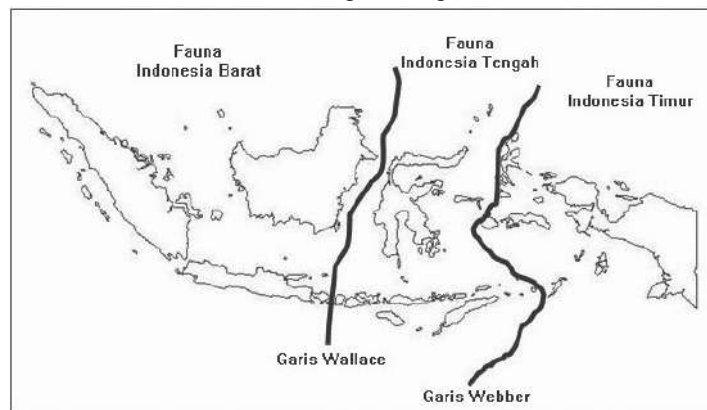 Fauna
Indonesia Barat
Fauna
Indonesia Tengah
Fauna
Indonesia Timur
Garis Wallace
Garis Webber